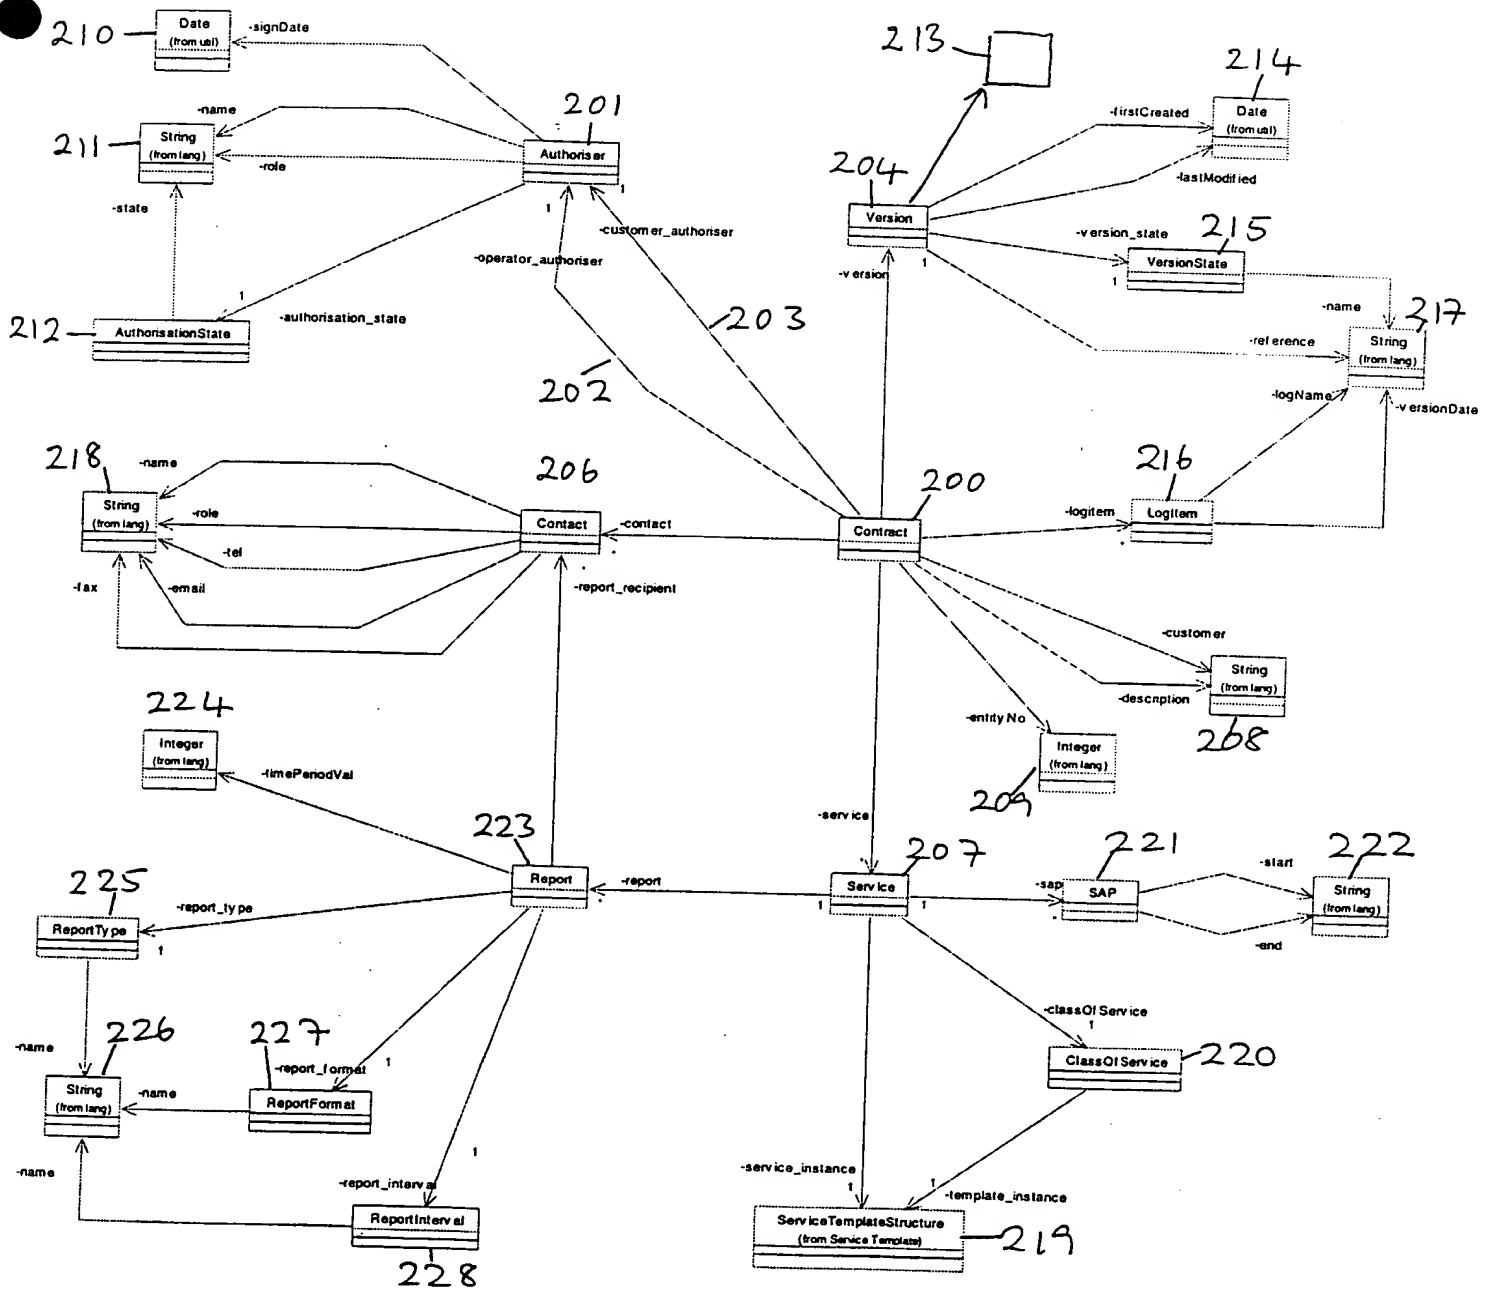 210
Date
(from util)
-signDate
213
214
Date
(from util)
-firstCreated
-lastModified
211
String
(from lang)
-name
-role
-state
201
Authoriser
1
1
-customer_authoriser
-operator_authoriser
204
Version
1
-version
-version_state
215
VersionState
1
-name
217
String
(from lang)
-reference
-logName
-versionDate
212
AuthorisationState
1
-authorisation_state
203
202
218
String
(from lang)
-name
-role
-tel
-email
-fax
206
Contact
-contact
*
200
Contract
-logitem
*
216
LogItem
-report_recipient
-customer
String
(from lang)
-description
208
-entityNo
Integer
(from lang)
209
224
Integer
(from lang)
-timePeriodVal
-service
223
Report
*
-report
207
Service
1
1
-sap
*
221
SAP
-start
-end
222
String
(from lang)
225
ReportType
-report_type
1
-name
226
String
(from lang)
-name
-name
227
-report_format
1
ReportFormat
-classOfService
1
ClassOfService
220
1
-report_interval
ReportInterval
228
-service_instance
1
1
-template_instance
ServiceTemplateStructure
(from Service Template)
219